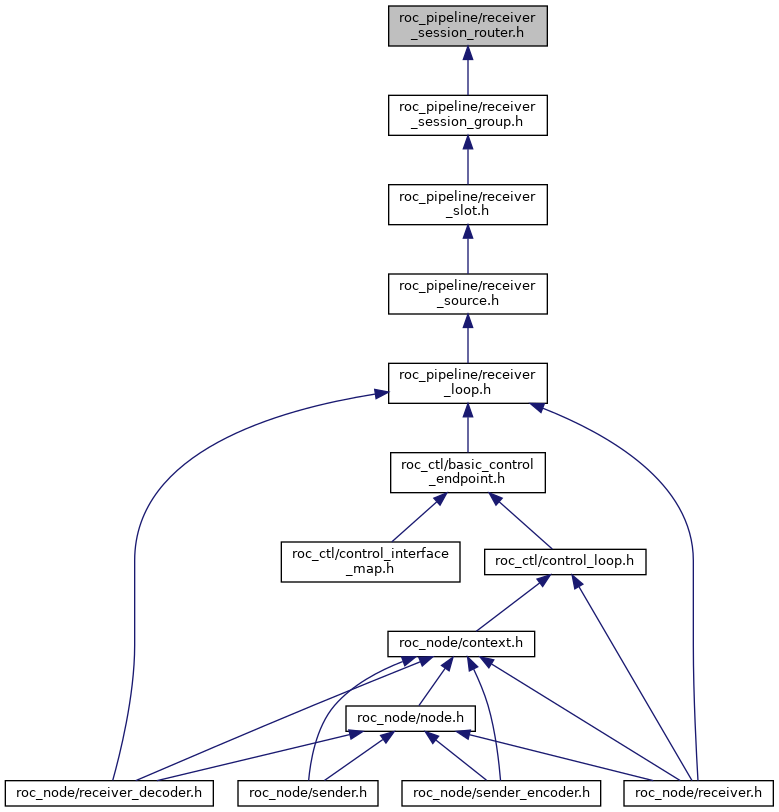 roc_pipeline/receiver
_session_router.h
roc_pipeline/receiver
_session_group.h
roc_pipeline/receiver
_slot.h
roc_pipeline/receiver
_source.h
roc_pipeline/receiver
_loop.h
roc_ctl/basic_control
_endpoint.h
roc_ctl/control_interface
_map.h
roc_ctl/control_loop.h
roc_node/context.h
roc_node/node.h
roc_node/receiver_decoder.h
roc_node/sender.h
roc_node/sender_encoder.h
roc_node/receiver.h